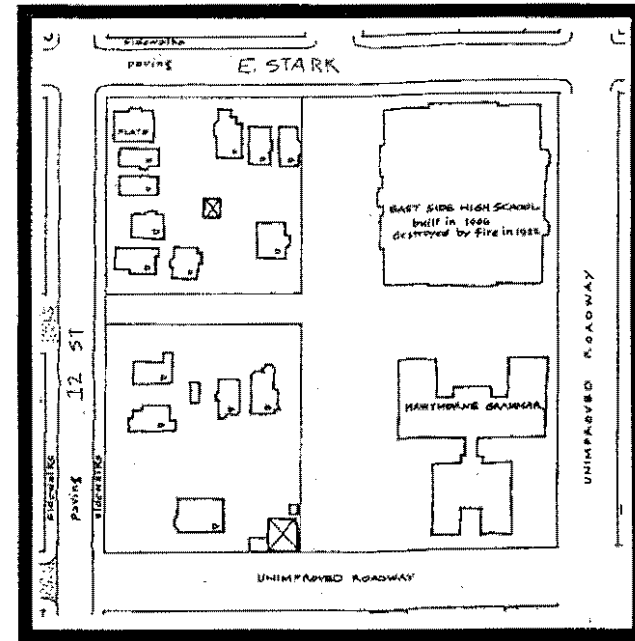 sidewalks
paving
E. STARK
FLATS
EAST SIDE HIGH SCHOOL
built in 1906
destroyed by fire in 1922
12 ST
HAWTHORNE GRAMMAR
UNIMPROVED ROADWAY
sidewalks
paving
sidewalks
UNIMPROVED ROADWAY